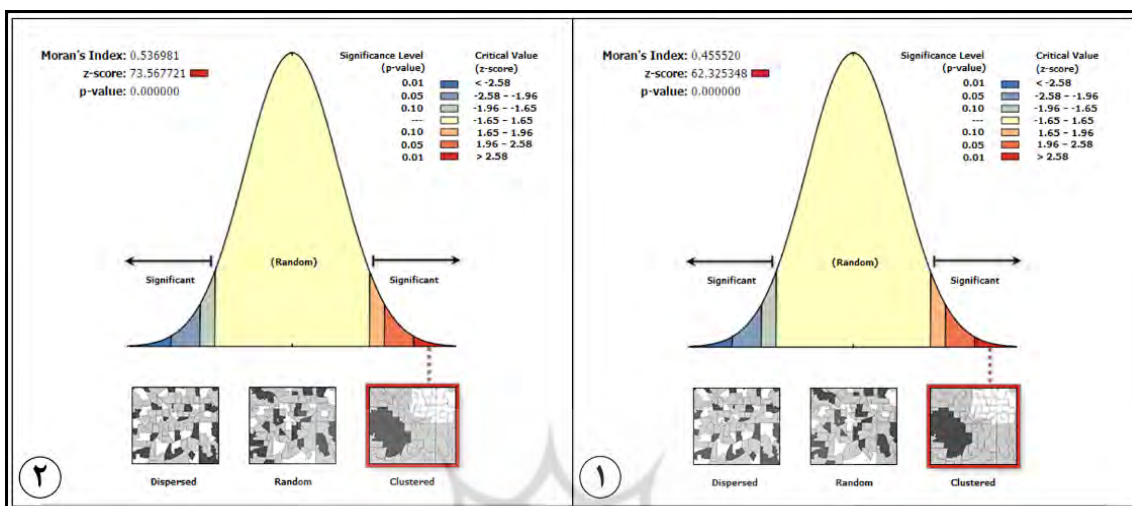 Moran's Index: 0.536981
z-score: 73.567721
p-value: 0.000000
Significance Level (p-value)
Critical Value (z-score)
0.01 < -2.58
0.05 -2.58 – -1.96
0.10 -1.96 – -1.65
--- -1.65 – 1.65
0.10 1.65 – 1.96
0.05 1.96 – 2.58
0.01 > 2.58
Significant
(Random)
Significant
Dispersed
Random
Clustered
۲
Moran's Index: 0.455520
z-score: 62.325348
p-value: 0.000000
Significance Level (p-value)
Critical Value (z-score)
0.01 < -2.58
0.05 -2.58 – -1.96
0.10 -1.96 – -1.65
--- -1.65 – 1.65
0.10 1.65 – 1.96
0.05 1.96 – 2.58
0.01 > 2.58
Significant
(Random)
Significant
Dispersed
Random
Clustered
۱